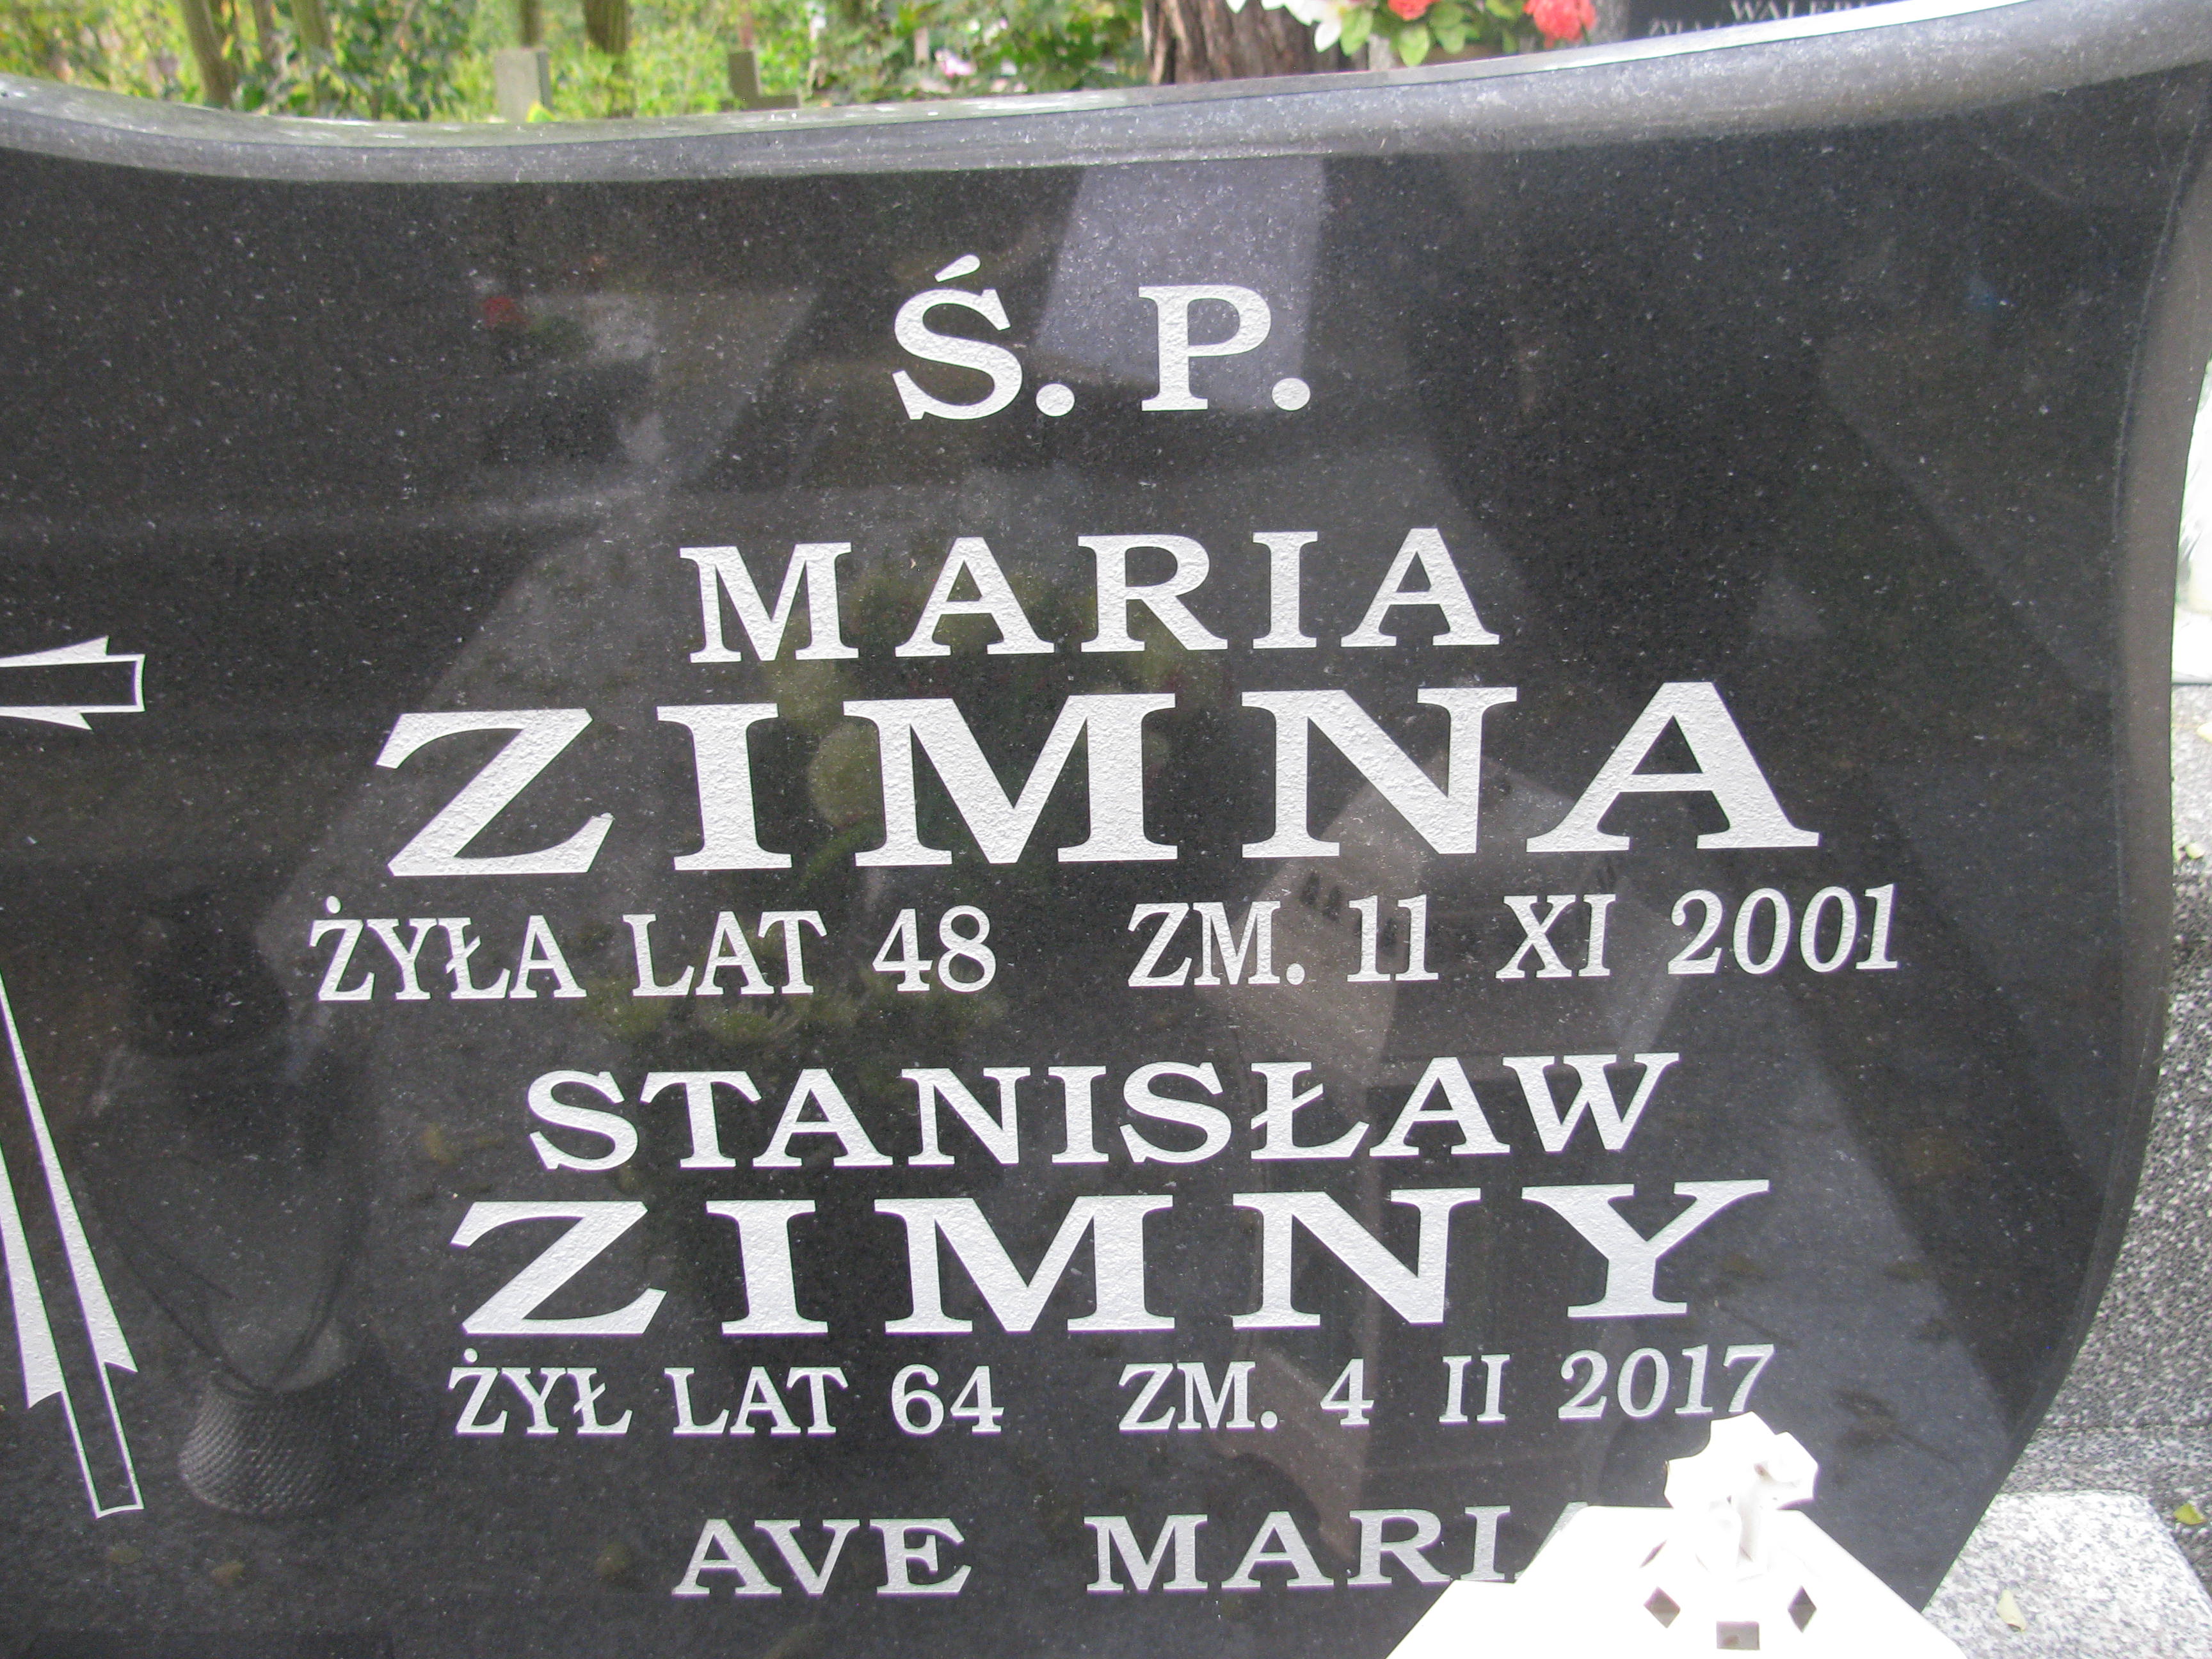 Ś. P.
MARIA
ZIMNA
ŻYŁA LAT 48 ZM. 11 XI 2001
STANISŁAW
ZIMNY
ŻYŁ LAT 64 ZM. 4 II 2017
AVE MARIA